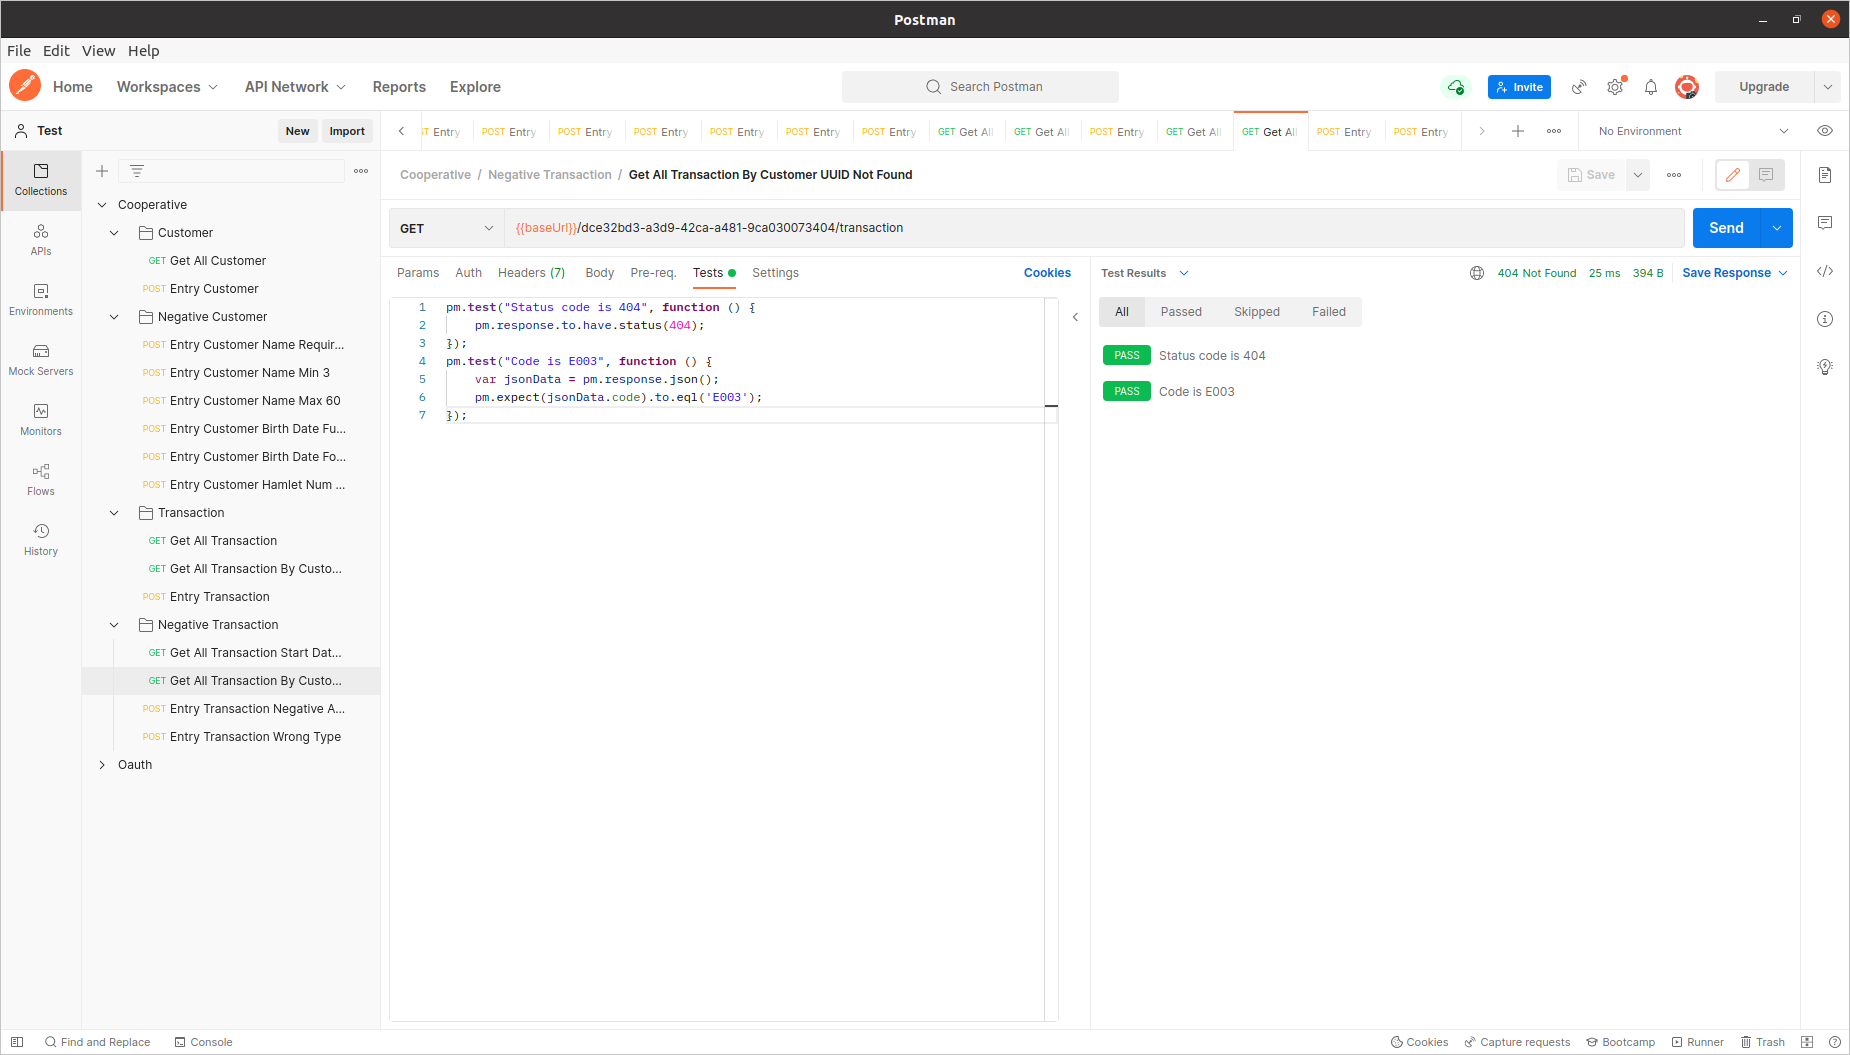 Postman
File Edit View Help
Home Workspaces API Network Reports Explore Search Postman Invite Upgrade
Test New Import
ST Entry POST Entry POST Entry POST Entry POST Entry POST Entry POST Entry GET Get All GET Get All POST Entry GET Get All GET Get All POST Entry POST Entry No Environment
Collections
APIs
Environments
Mock Servers
Monitors
Flows
History
Cooperative
Customer
GET Get All Customer
POST Entry Customer
Negative Customer
POST Entry Customer Name Requir...
POST Entry Customer Name Min 3
POST Entry Customer Name Max 60
POST Entry Customer Birth Date Fu...
POST Entry Customer Birth Date Fo...
POST Entry Customer Hamlet Num ...
Transaction
GET Get All Transaction
GET Get All Transaction By Custo...
POST Entry Transaction
Negative Transaction
GET Get All Transaction Start Dat...
GET Get All Transaction By Custo...
POST Entry Transaction Negative A...
POST Entry Transaction Wrong Type
Oauth
Cooperative / Negative Transaction / Get All Transaction By Customer UUID Not Found Save
GET {{baseUrl}}/dce32bd3-a3d9-42ca-a481-9ca030073404/transaction Send
Params Auth Headers (7) Body Pre-req. Tests Settings Cookies
1 pm.test("Status code is 404", function () {
2 pm.response.to.have.status(404);
3 });
4 pm.test("Code is E003", function () {
5 var jsonData = pm.response.json();
6 pm.expect(jsonData.code).to.eql('E003');
7 });
Test Results 404 Not Found 25 ms 394 B Save Response
All Passed Skipped Failed
PASS Status code is 404
PASS Code is E003
Find and Replace Console Cookies Capture requests Bootcamp Runner Trash